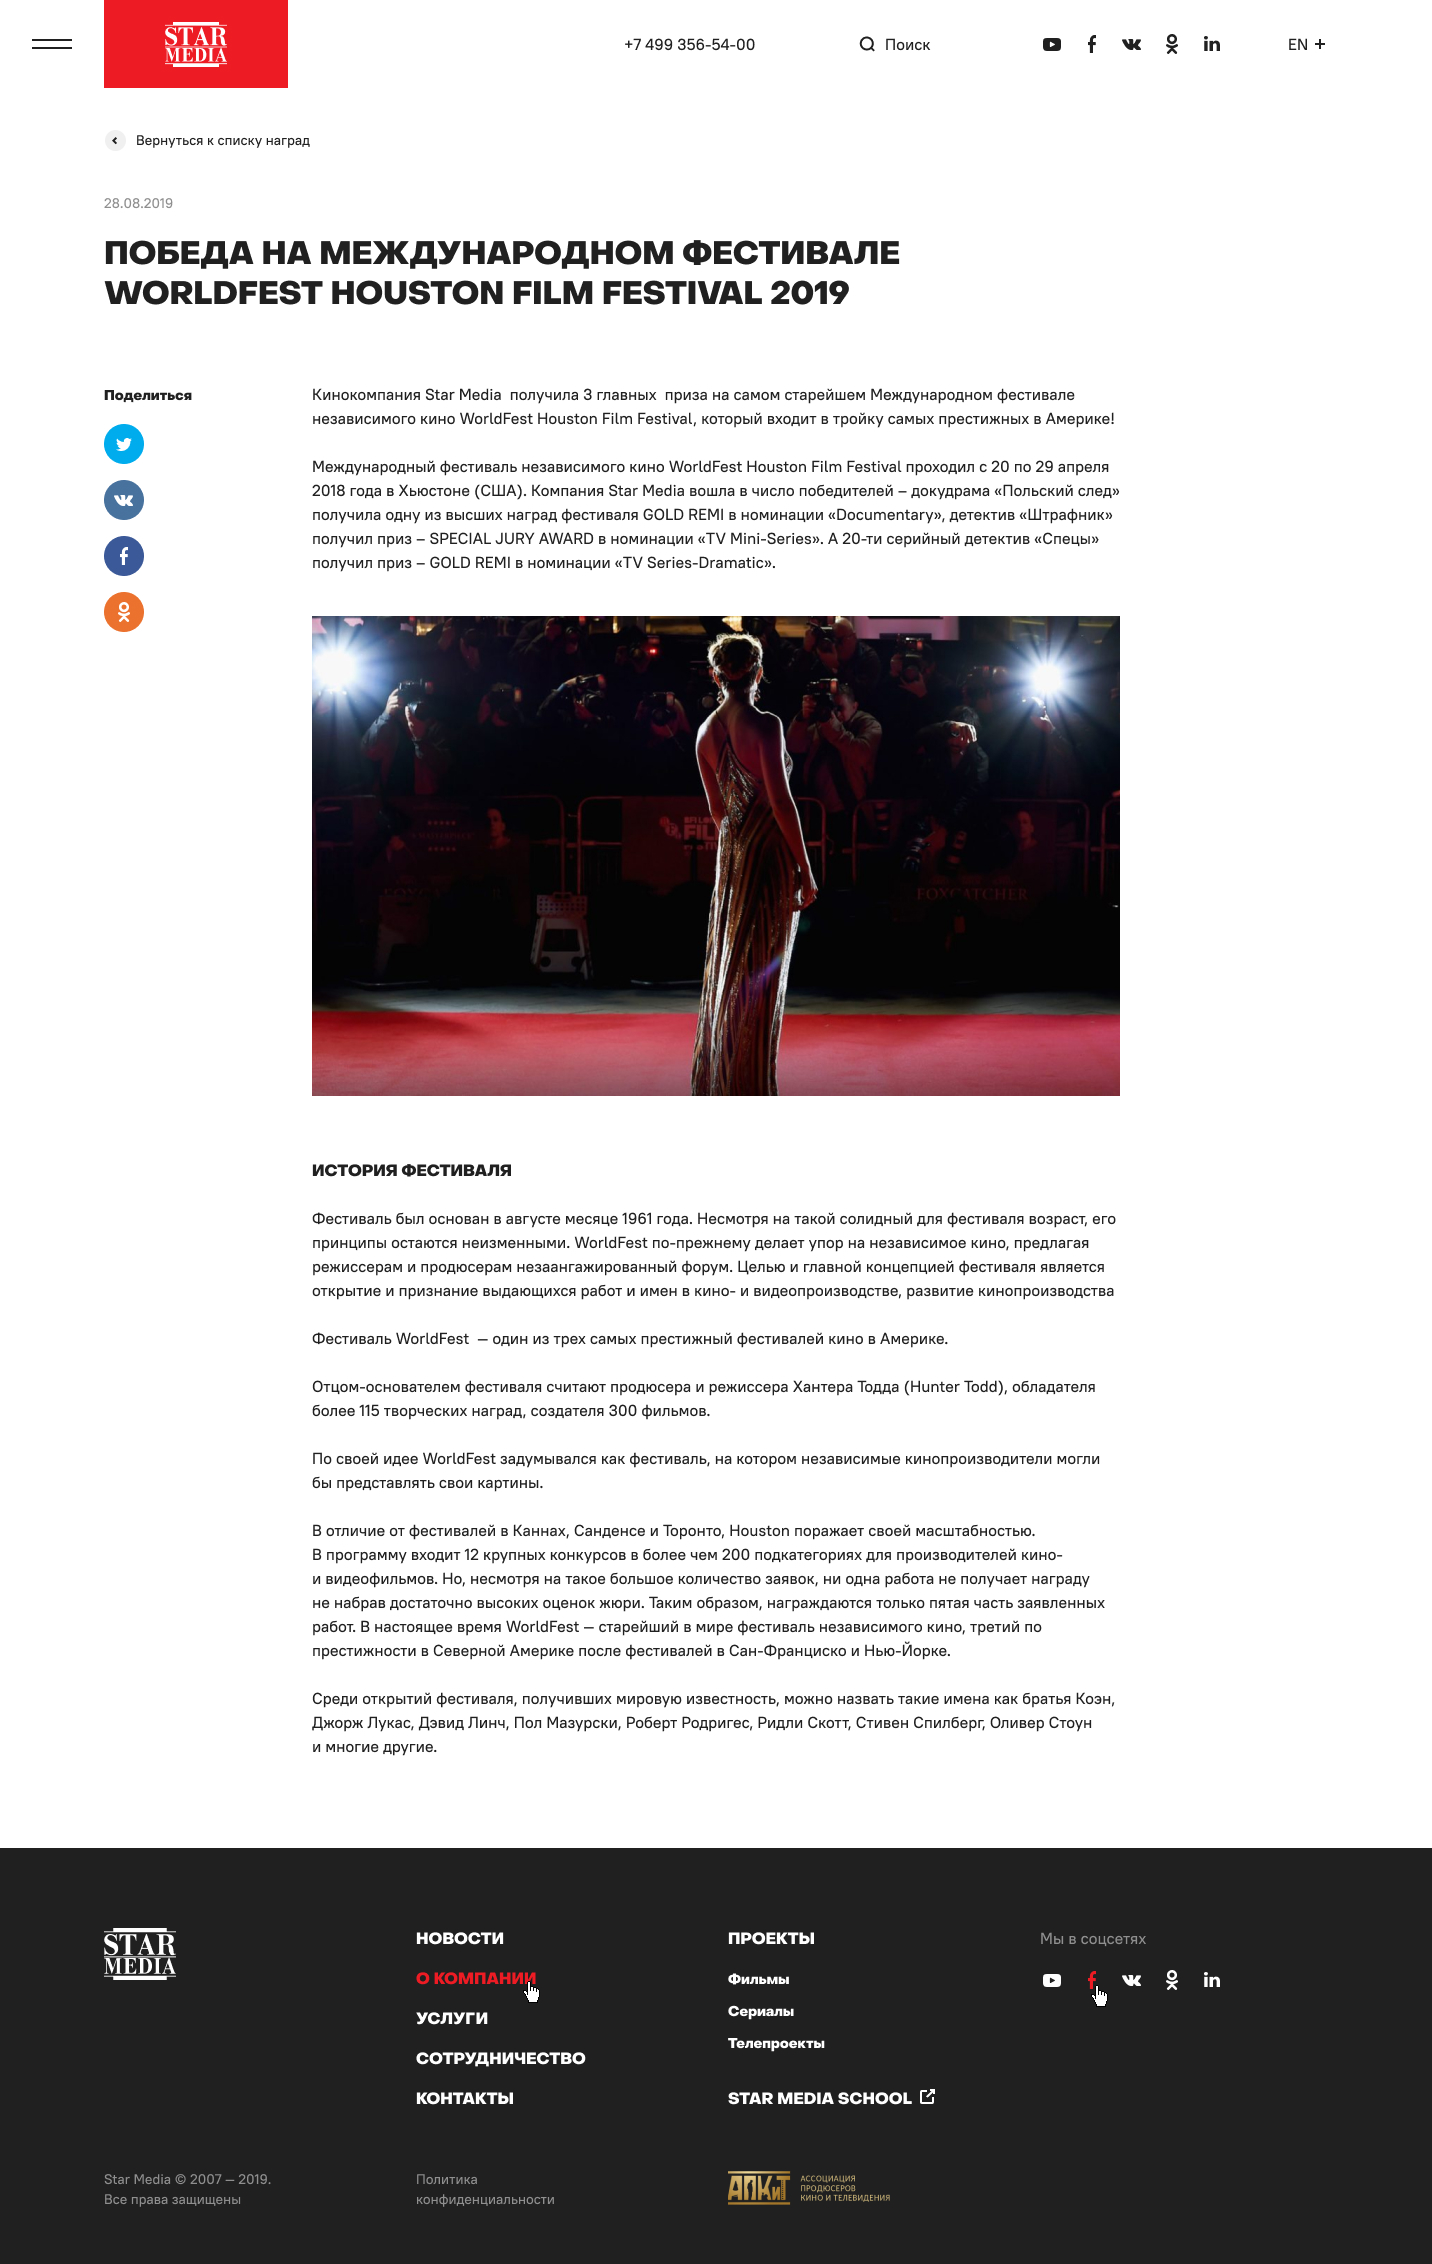 STAR
MEDIA
+7 499 356-54-00
Поиск
EN
Вернуться к списку наград
28.08.2019
ПОБЕДА НА МЕЖДУНАРОДНОМ ФЕСТИВАЛЕ
WORLDFEST HOUSTON FILM FESTIVAL 2019
Поделиться
Кинокомпания Star Media  получила 3 главных  приза на самом старейшем Международном фестивале
независимого кино WorldFest Houston Film Festival, который входит в тройку самых престижных в Америке!
Международный фестиваль независимого кино WorldFest Houston Film Festival проходил с 20 по 29 апреля
2018 года в Хьюстоне (США). Компания Star Media вошла в число победителей – докудрама «Польский след»
получила одну из высших наград фестиваля GOLD REMI в номинации «Documentary», детектив «Штрафник»
получил приз – SPECIAL JURY AWARD в номинации «TV Mini-Series». А 20-ти серийный детектив «Спецы»
получил приз – GOLD REMI в номинации «TV Series-Dramatic».
FOXCATCHER
ИСТОРИЯ ФЕСТИВАЛЯ
Фестиваль был основан в августе месяце 1961 года. Несмотря на такой солидный для фестиваля возраст, его
принципы остаются неизменными. WorldFest по-прежнему делает упор на независимое кино, предлагая
режиссерам и продюсерам незаангажированный форум. Целью и главной концепцией фестиваля является
открытие и признание выдающихся работ и имен в кино- и видеопроизводстве, развитие кинопроизводства
Фестиваль WorldFest  — один из трех самых престижный фестивалей кино в Америке.
Отцом-основателем фестиваля считают продюсера и режиссера Хантера Тодда (Hunter Todd), обладателя
более 115 творческих наград, создателя 300 фильмов.
По своей идее WorldFest задумывался как фестиваль, на котором независимые кинопроизводители могли
бы представлять свои картины.
В отличие от фестивалей в Каннах, Санденсе и Торонто, Houston поражает своей масштабностью.
В программу входит 12 крупных конкурсов в более чем 200 подкатегориях для производителей кино-
и видеофильмов. Но, несмотря на такое большое количество заявок, ни одна работа не получает награду
не набрав достаточно высоких оценок жюри. Таким образом, награждаются только пятая часть заявленных
работ. В настоящее время WorldFest — старейший в мире фестиваль независимого кино, третий по
престижности в Северной Америке после фестивалей в Сан-Франциско и Нью-Йорке.
Среди открытий фестиваля, получивших мировую известность, можно назвать такие имена как братья Коэн,
Джорж Лукас, Дэвид Линч, Пол Мазурски, Роберт Родригес, Ридли Скотт, Стивен Спилберг, Оливер Стоун
и многие другие.
STAR
MEDIA
НОВОСТИ
О КОМПАНИИ
УСЛУГИ
СОТРУДНИЧЕСТВО
КОНТАКТЫ
ПРОЕКТЫ
Фильмы
Сериалы
Телепроекты
STAR MEDIA SCHOOL
Мы в соцсетях
Star Media © 2007 — 2019.
Все права защищены
Политика
конфиденциальности
АПКиТ
АССОЦИАЦИЯ
ПРОДЮСЕРОВ
КИНО И ТЕЛЕВИДЕНИЯ